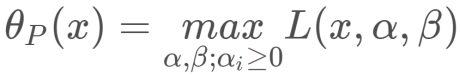 θ_P(x) = max_{α,β;α_i≥0} L(x, α, β)